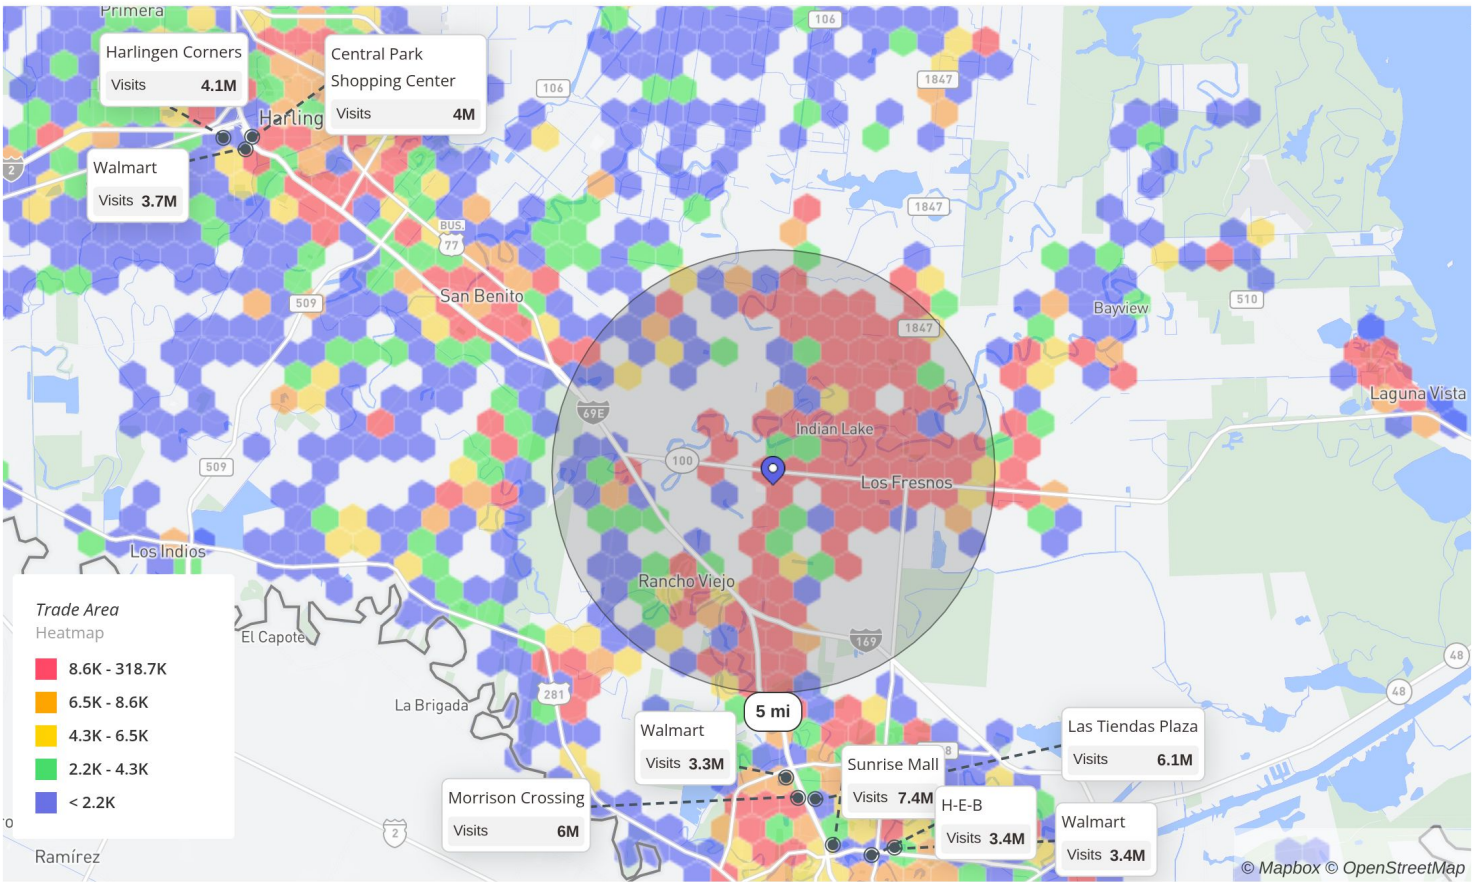 Primera
106
Harlingen Corners
Visits 4.1M
Central Park
Shopping Center
Visits 4M
106
1847
Harling
2
Walmart
Visits 3.7M
1847
BUS.
77
509
San Benito
510
Bayview
1847
Laguna Vista
69E
Indian Lake
509
100
Los Fresnos
Los Indios
Rancho Viejo
Trade Area
Heatmap
8.6K - 318.7K
6.5K - 8.6K
4.3K - 6.5K
2.2K - 4.3K
< 2.2K
El Capote
169
48
48
281
La Brigada
5 mi
Walmart
Visits 3.3M
Las Tiendas Plaza
Visits 6.1M
8
Sunrise Mall
Visits 7.4M
Morrison Crossing
Visits 6M
H-E-B
Visits 3.4M
Walmart
Visits 3.4M
2
Ramírez
© Mapbox © OpenStreetMap